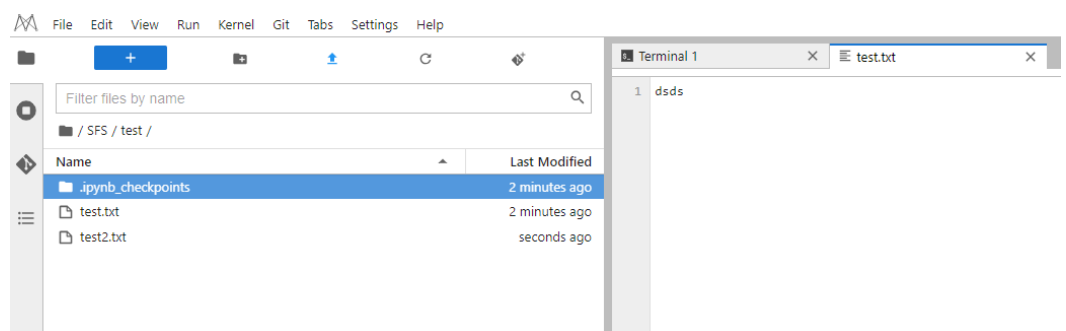 File Edit View Run Kernel Git Tabs Settings Help
+
Filter files by name
/ SFS / test /
Name Last Modified
.ipynb_checkpoints 2 minutes ago
test.txt 2 minutes ago
test2.txt seconds ago
Terminal 1 test.txt
1 dsds